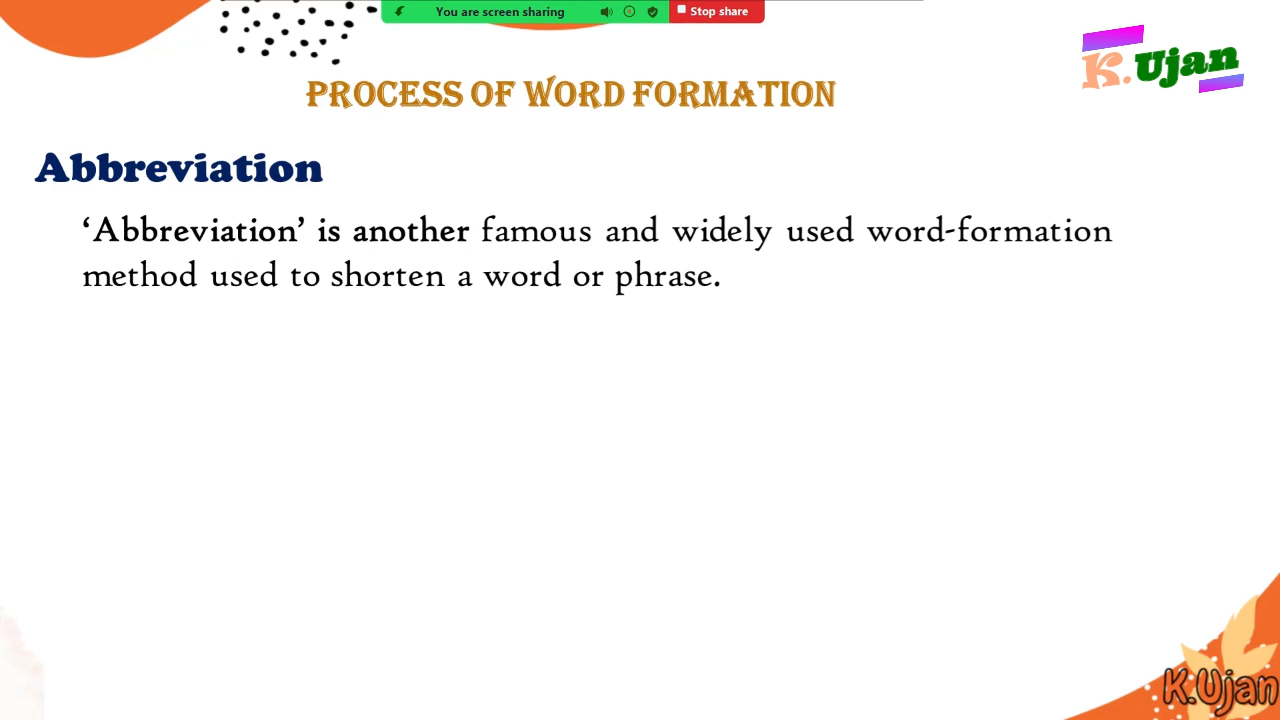 You are screen sharing
Stop share
K.Ujan
PROCESS OF WORD FORMATION
Abbreviation
‘Abbreviation’ is another famous and widely used word-formation
method used to shorten a word or phrase.
K.Ujan